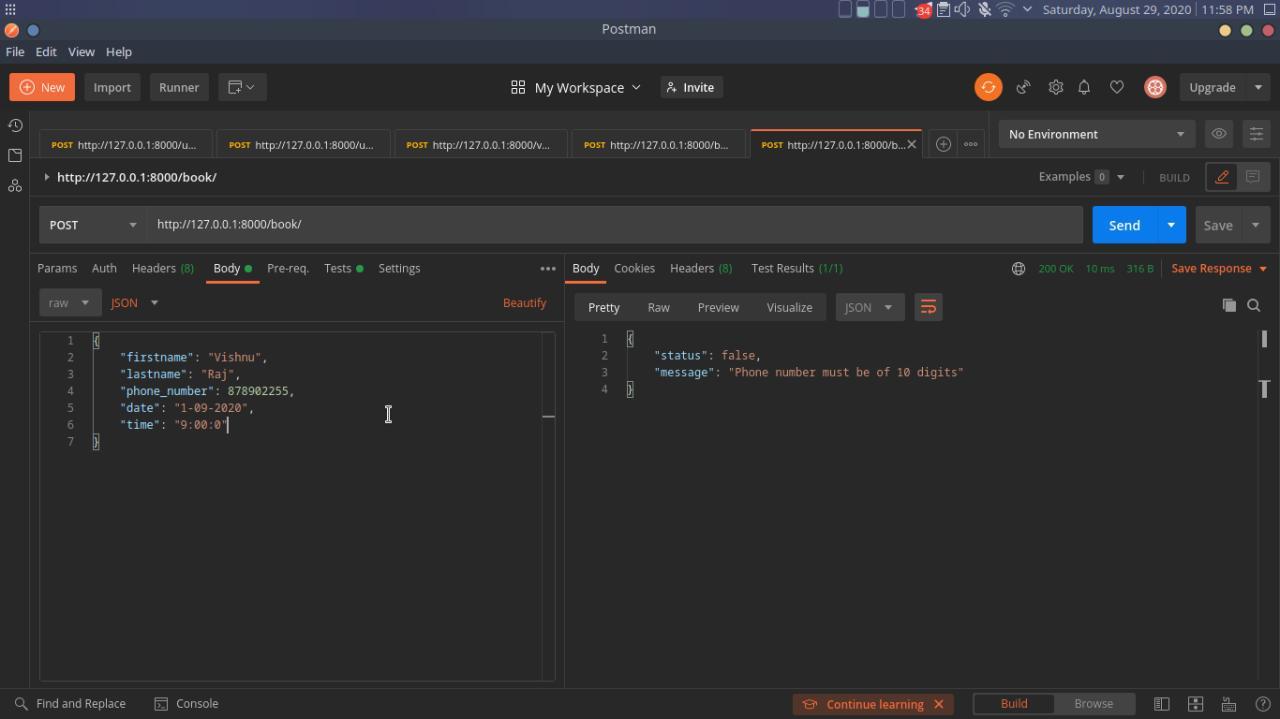 34 Saturday, August 29, 2020 | 11:58 PM
Postman
File Edit View Help
New Import Runner My Workspace Invite Upgrade
POST http://127.0.0.1:8000/u... POST http://127.0.0.1:8000/u... POST http://127.0.0.1:8000/v... POST http://127.0.0.1:8000/b... POST http://127.0.0.1:8000/b... No Environment
http://127.0.0.1:8000/book/ Examples 0 BUILD
POST http://127.0.0.1:8000/book/ Send Save
Params Auth Headers (8) Body Pre-req. Tests Settings
raw JSON Beautify
1 {
2 "firstname": "Vishnu",
3 "lastname": "Raj",
4 "phone_number": 878902255,
5 "date": "1-09-2020",
6 "time": "9:00:0"
7 }
Body Cookies Headers (8) Test Results (1/1) 200 OK 10 ms 316 B Save Response
Pretty Raw Preview Visualize JSON
1 {
2 "status": false,
3 "message": "Phone number must be of 10 digits"
4 }
Find and Replace Console Continue learning Build Browse